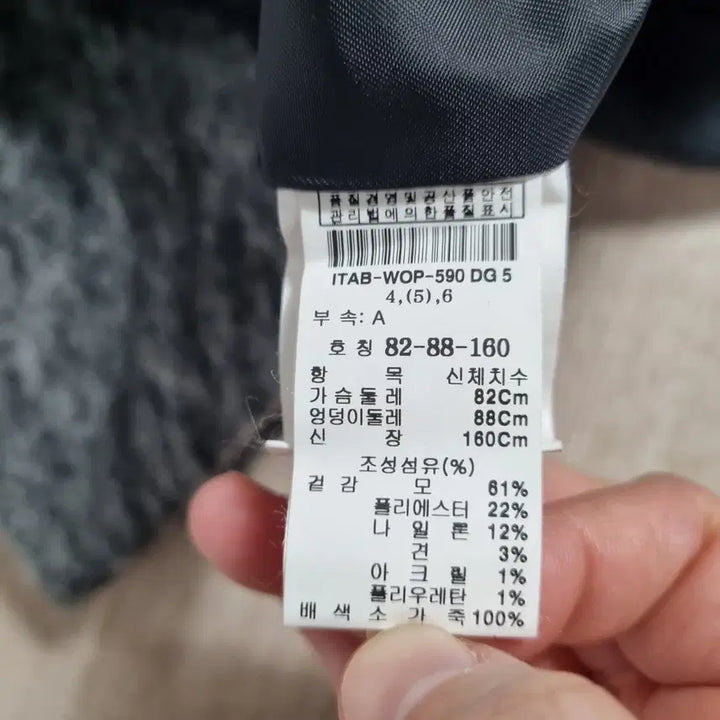 품질경영및공산품안전
관리법에의한품질표시
ITAB-WOP-590 DG 5
4,(5),6
부 속: A
호 칭 82-88-160
항 목 신체치수
가슴둘레 82Cm
엉덩이둘레 88Cm
신 장 160Cm
조성섬유(%)
겉 감 모 61%
폴리에스터 22%
나 일 론 12%
견 3%
아 크 릴 1%
폴리우레탄 1%
배 색 소 가 죽 100%